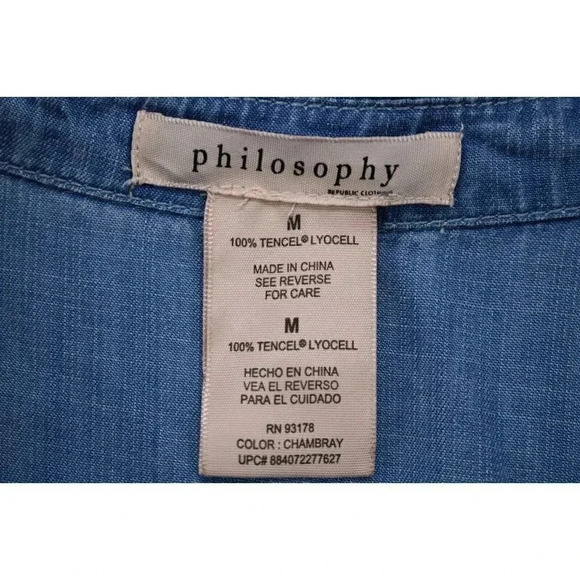 philosophy
REPUBLIC CLOTHING
M
100% TENCEL® LYOCELL
MADE IN CHINA
SEE REVERSE
FOR CARE
M
100% TENCEL® LYOCELL
HECHO EN CHINA
VEA EL REVERSO
PARA EL CUIDADO
RN 93178
COLOR : CHAMBRAY
UPC# 884072277627